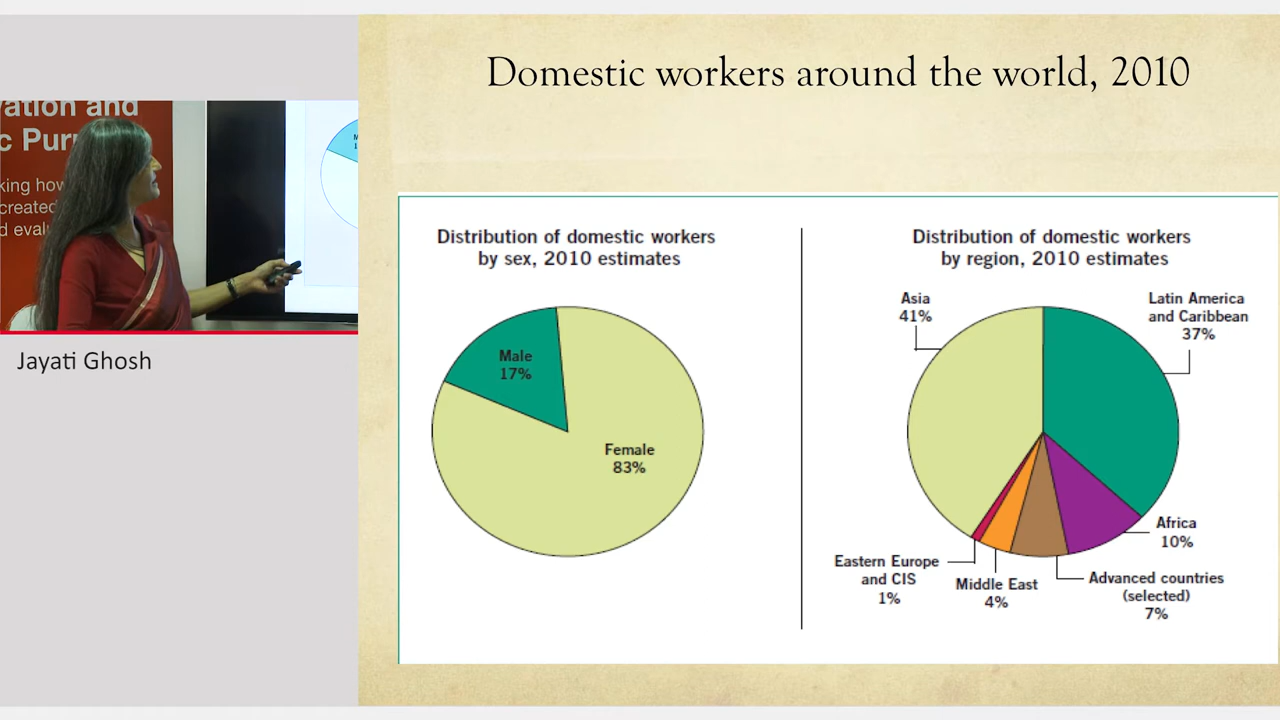 Domestic workers around the world, 2010
ation and
c Pur
king how
created
d evalu
Jayati Ghosh
Distribution of domestic workers
by sex, 2010 estimates
Male
17%
Female
83%
Distribution of domestic workers
by region, 2010 estimates
Asia
41%
Latin America
and Caribbean
37%
Africa
10%
Advanced countries
(selected)
7%
Middle East
4%
Eastern Europe
and CIS
1%